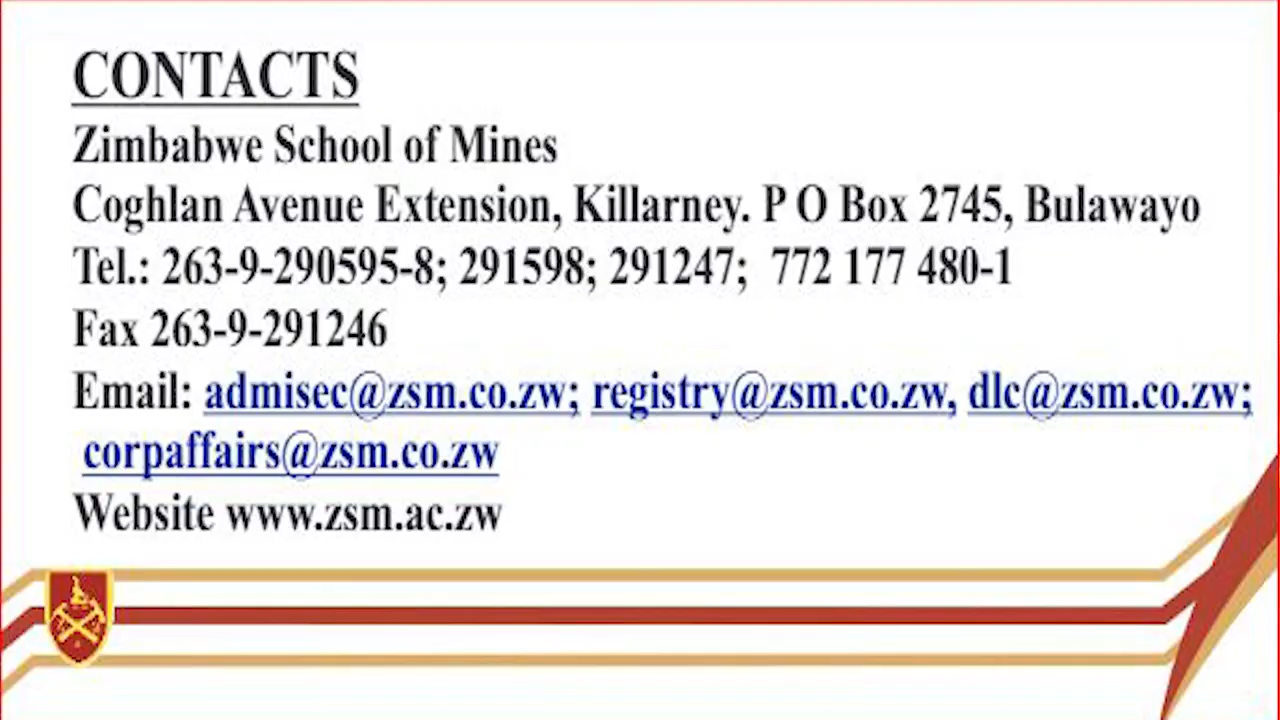 CONTACTS
Zimbabwe School of Mines
Coghlan Avenue Extension, Killarney. P O Box 2745, Bulawayo
Tel.: 263-9-290595-8; 291598; 291247; 772 177 480-1
Fax 263-9-291246
Email: admisec@zsm.co.zw; registry@zsm.co.zw, dlc@zsm.co.zw;
corpaffairs@zsm.co.zw
Website www.zsm.ac.zw